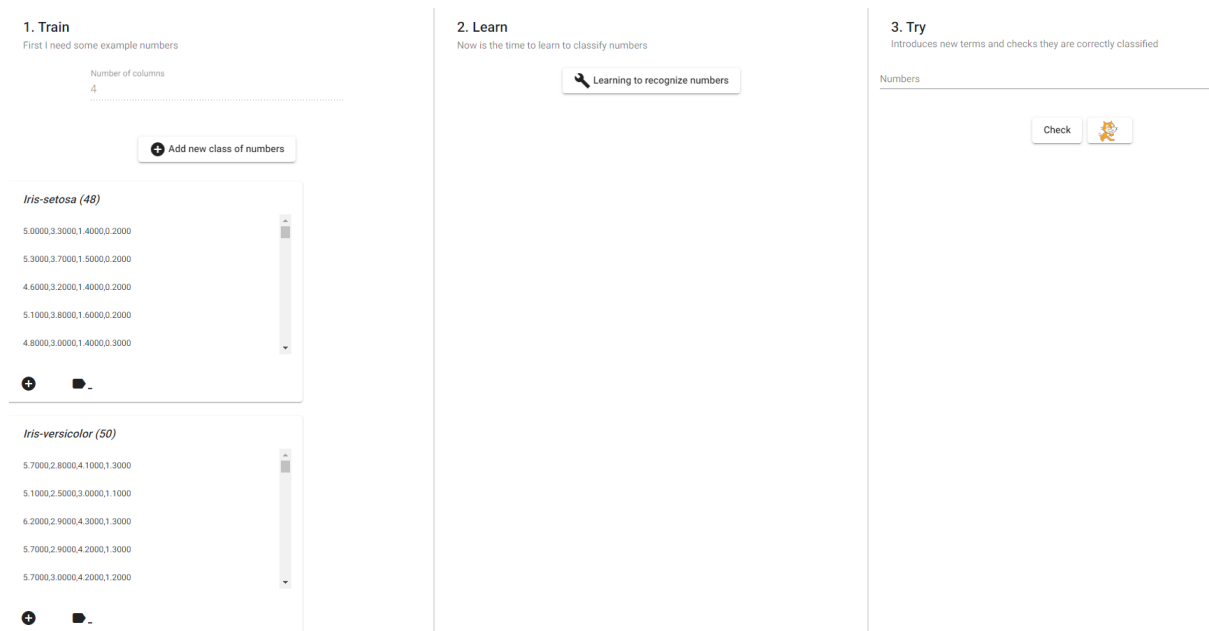 1. Train
First I need some example numbers
Number of columns
4
Add new class of numbers
Iris-setosa (48)
5.0000,3.3000,1.4000,0.2000
5.3000,3.7000,1.5000,0.2000
4.6000,3.2000,1.4000,0.2000
5.1000,3.8000,1.6000,0.2000
4.8000,3.0000,1.4000,0.3000
Iris-versicolor (50)
5.7000,2.8000,4.1000,1.3000
5.1000,2.5000,3.0000,1.1000
6.2000,2.9000,4.3000,1.3000
5.7000,2.9000,4.2000,1.3000
5.7000,3.0000,4.2000,1.2000
2. Learn
Now is the time to learn to classify numbers
Learning to recognize numbers
3. Try
Introduces new terms and checks they are correctly classified
Numbers
Check